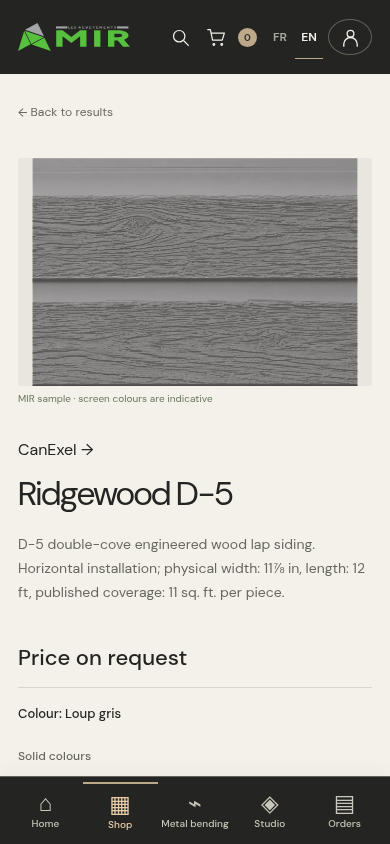 LES REVÊTEMENTS
MIR
0
FR
EN
← Back to results
MIR sample · screen colours are indicative
CanExel →
Ridgewood D-5
D-5 double-cove engineered wood lap siding.
Horizontal installation; physical width: 11⅞ in, length: 12
ft, published coverage: 11 sq. ft. per piece.
Price on request
Colour: Loup gris
Solid colours
Home
Shop
Metal bending
Studio
Orders